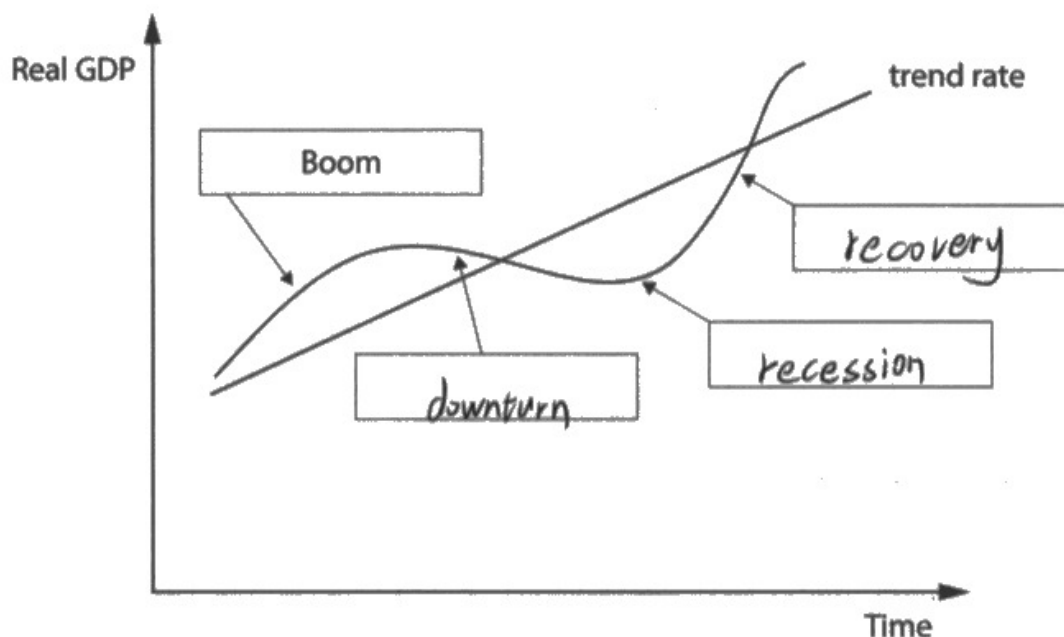 Real GDP
trend rate
Boom
recovery
recession
downturn
Time